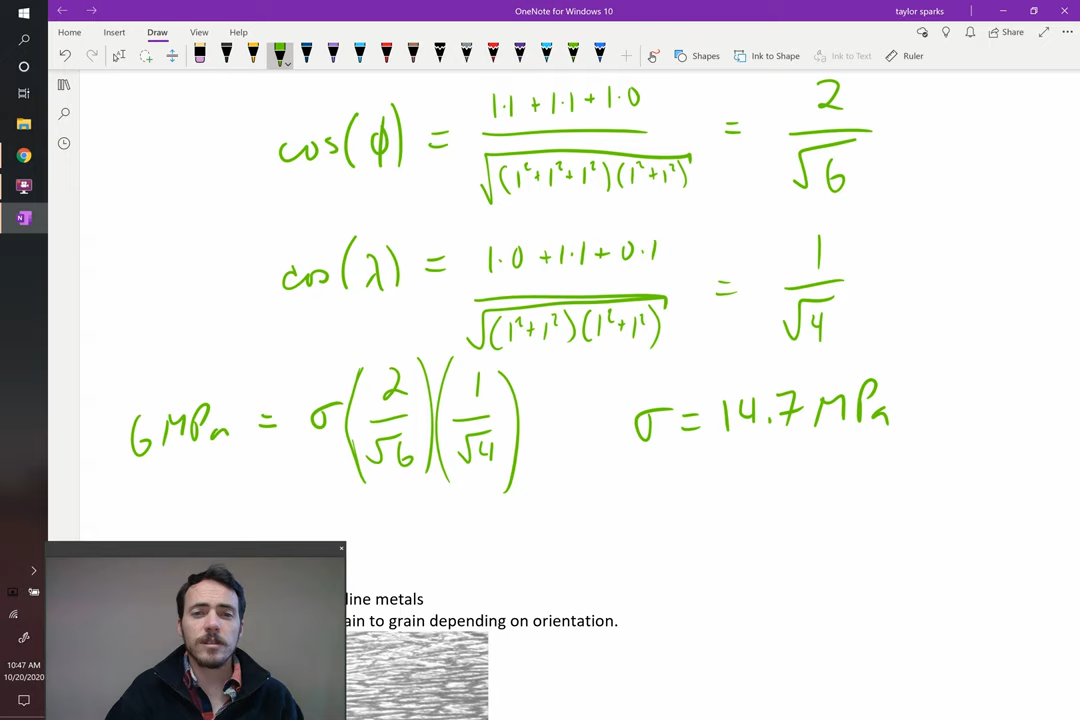 OneNote for Windows 10
taylor sparks
Home Insert Draw View Help
Share
Shapes Ink to Shape Ink to Text Ruler
cos(ϕ) = 1·1 + 1·1 + 1·0 / √(1²+1²+1²)(1²+1²) = 2/√6
cos(λ) = 1·0 + 1·1 + 0·1 / √(1²+1²)(1²+1²) = 1/√4
6 MPa = σ(2/√6)(1/√4) σ = 14.7 MPa
line metals
ain to grain depending on orientation.
10:47 AM
10/20/2020